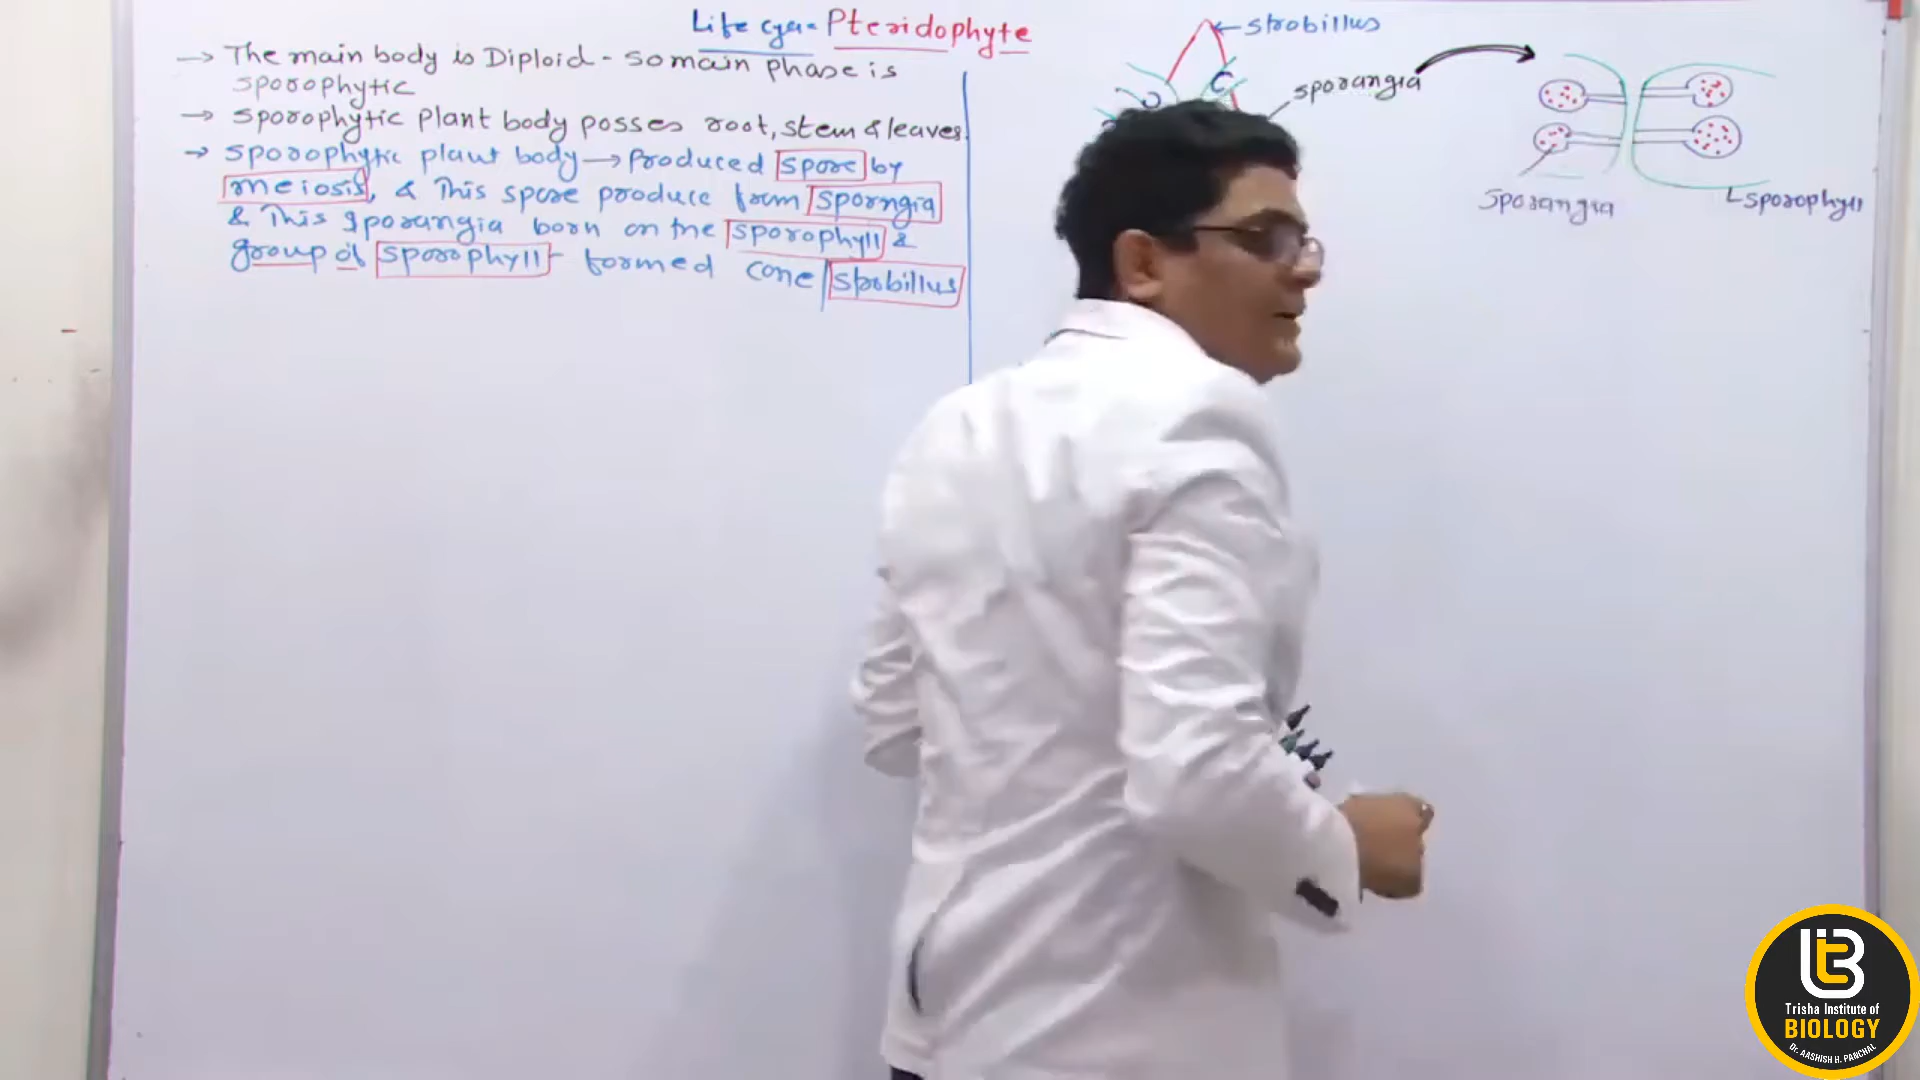 Life cycle Pteridophyte
→ The main body is Diploid - so main phase is
sporophytic
→ sporophytic plant body posses root, stem & leaves.
→ sporophytic plant body → produced spore by
meiosis, & This spore produce from sporngia
& This sporangia born on the sporophyll &
group of sporophyll - formed cone / strobillus
strobillus
sporangia
sporangia
sporophyll
Trisha Institute of
BIOLOGY
Dr. AASHISH H. PANCHAL